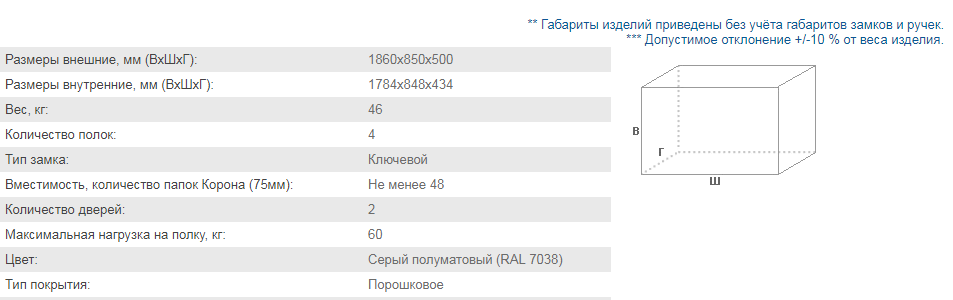 ** Габариты изделий приведены без учёта габаритов замков и ручек.
*** Допустимое отклонение +/-10 % от веса изделия.
Размеры внешние, мм (ВхШхГ): 1860x850x500
Размеры внутренние, мм (ВхШхГ): 1784x848x434
Вес, кг: 46
Количество полок: 4
Тип замка: Ключевой
Вместимость, количество папок Корона (75мм): Не менее 48
Количество дверей: 2
Максимальная нагрузка на полку, кг: 60
Цвет: Серый полуматовый (RAL 7038)
Тип покрытия: Порошковое
В
Г
Ш